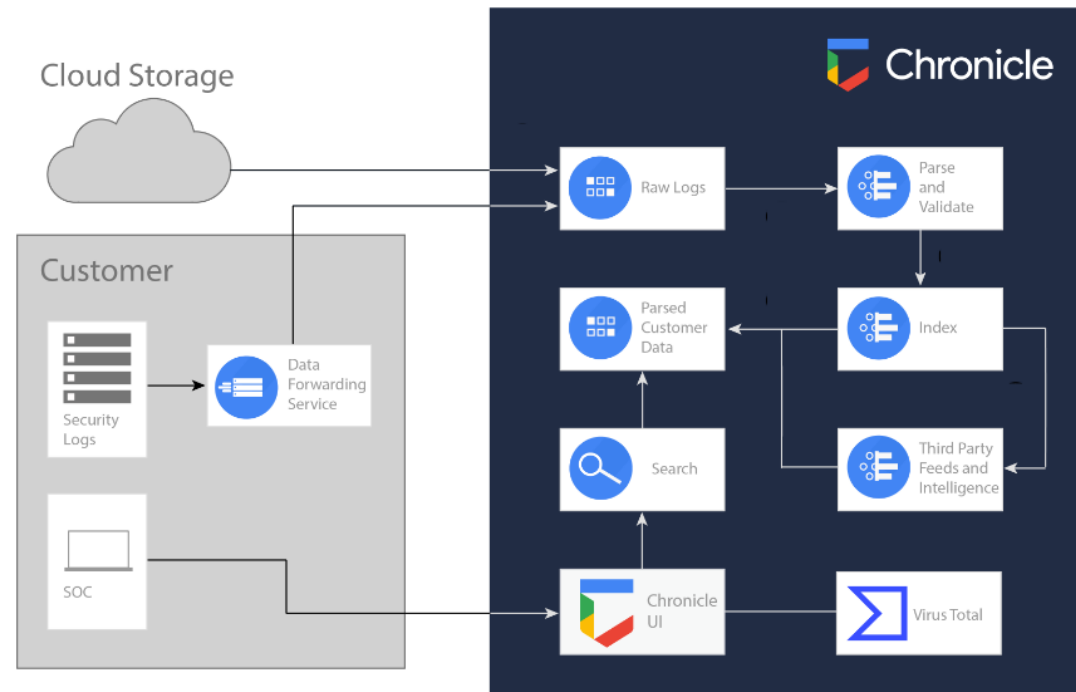 Cloud Storage
Chronicle
Raw Logs
Parse
and
Validate
Customer
Security
Logs
Data
Forwarding
Service
Parsed
Customer
Data
Index
Search
Third Party
Feeds and
Intelligence
SOC
Chronicle
UI
Virus Total